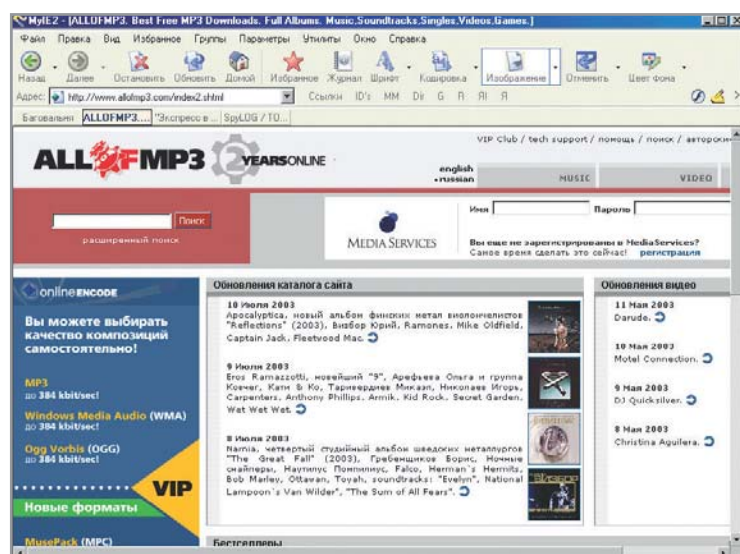 MyIE2 - [ALLOFMP3. Best Free MP3 Downloads. Full Albums. Music,Soundtracks,Singles,Videos,Games.]
Файл Правка Вид Избранное Группы Параметры Утилиты Окно Справка
Назад Далее Остановить Обновить Домой Избранное Журнал Шрифт Кодировка Изображение Отменить Цвет фона
Адрес: http://www.allofmp3.com/index2.shtml Ссылки ID's MM Dir G R RI Я
Баговальня ALLOFMP3.... "Экспресс в ... SpyLOG / TO...
VIP Club / tech support / помощь / поиск /
ALLOFMP3 2 YEARSONLINE
english
russian
MUSIC VIDEO
Поиск
расширенный поиск
MEDIA SERVICES
Имя Пароль
Вы еще не зарегистрированы в MediaServices?
Самое время сделать это сейчас! регистрация
onlineENCODE
Вы можете выбирать
качество композиций
самостоятельно!
MP3
до 384 kbit/sec!
Windows Media Audio (WMA)
до 384 kbit/sec!
Ogg Vorbis (OGG)
до 384 kbit/sec!
VIP
Новые форматы
MusePack (MPC)
Обновления каталога сайта
10 Июля 2003
Apocalyptica, новый альбом финских метал виолончелистов
"Reflections" (2003), Визбор Юрий, Ramones, Mike Oldfield,
Captain Jack, Fleetwood Mac.
9 Июля 2003
Eros Ramazzotti, новейший "9", Арефьева Ольга и группа
Ковчег, Катя & Ko, Таривердиев Микаэл, Николаев Игорь,
Carpenters, Anthony Phillips, Armik, Kid Rock, Secret Garden,
Wet Wet Wet.
8 Июля 2003
Narnia, четвертый студийный альбом шведских металлургов
"The Great Fall" (2003), Гребенщиков Борис, Ночные
снайперы, Наутилус Помпилиус, Falco, Herman`s Hermits,
Bob Marley, Ottawan, Toyah, soundtracks: "Evelyn", National
Lampoon`s Van Wilder", "The Sum of All Fears".
Бестселлеры
Обновления видео
11 Мая 2003
Darude.
10 Мая 2003
Motel Connection.
9 Мая 2003
DJ Quicksilver.
8 Мая 2003
Christina Aguilera.